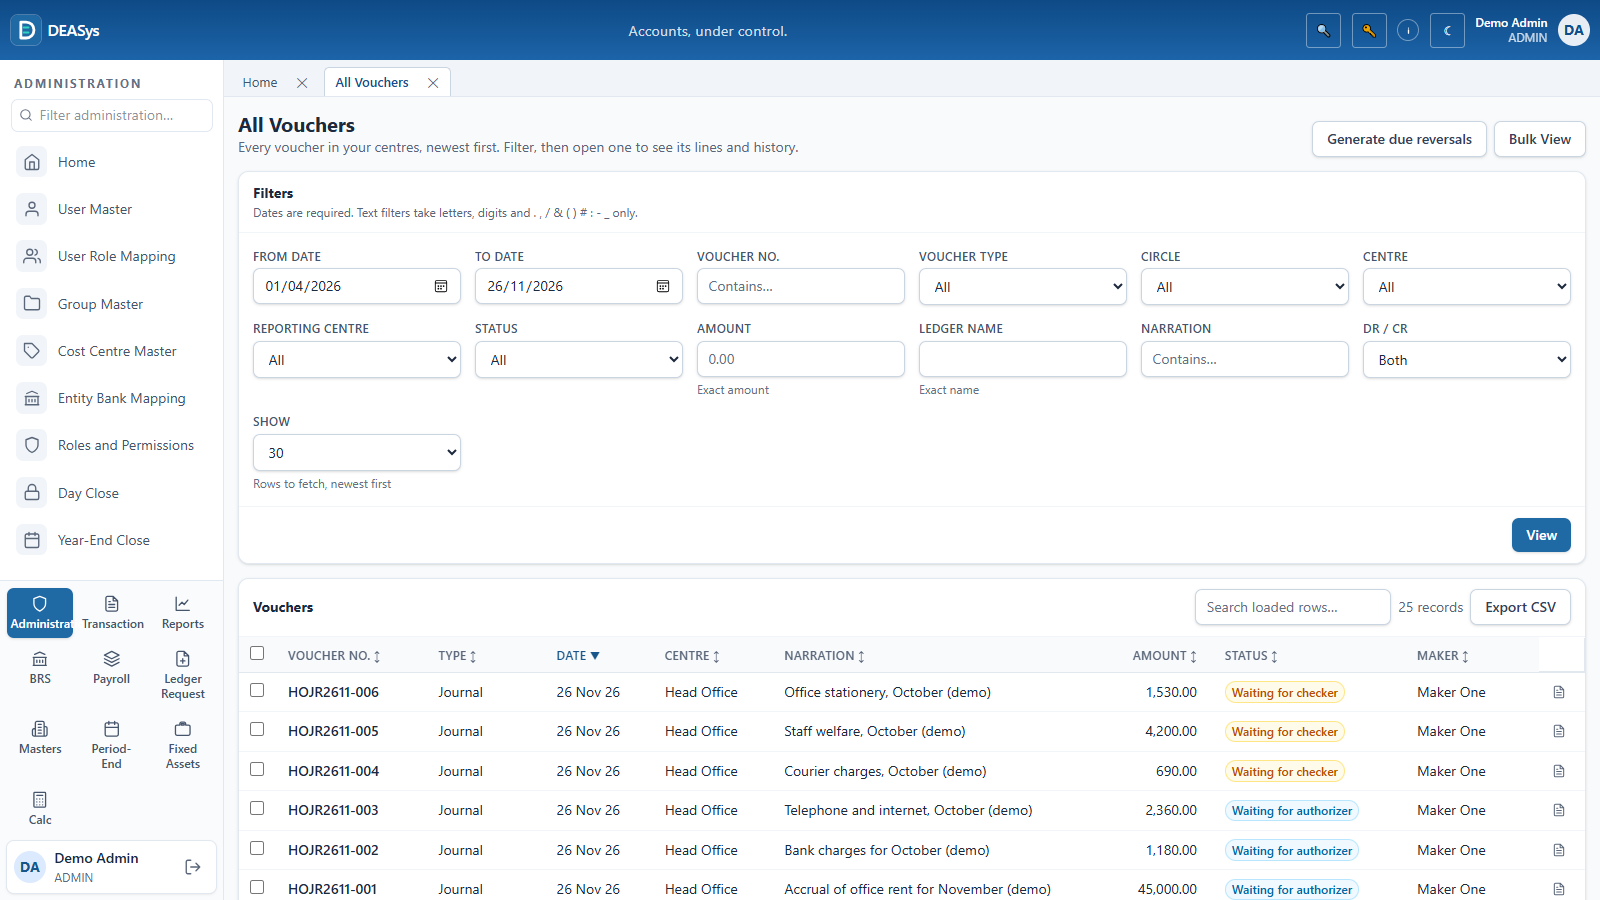 DEASys
Accounts, under control.
Demo Admin
ADMIN
DA
ADMINISTRATION
Filter administration...
Home
User Master
User Role Mapping
Group Master
Cost Centre Master
Entity Bank Mapping
Roles and Permissions
Day Close
Year-End Close
Administrat
Transaction
Reports
BRS
Payroll
Ledger
Request
Masters
Period-
End
Fixed
Assets
Calc
DA
Demo Admin
ADMIN
Home
All Vouchers
All Vouchers
Every voucher in your centres, newest first. Filter, then open one to see its lines and history.
Generate due reversals
Bulk View
Filters
Dates are required. Text filters take letters, digits and . , / & ( ) # : - _ only.
FROM DATE TO DATE VOUCHER NO. VOUCHER TYPE CIRCLE CENTRE
01/04/2026 26/11/2026 Contains... All All All
REPORTING CENTRE STATUS AMOUNT LEDGER NAME NARRATION DR / CR
All All 0.00 Contains... Both
Exact amount Exact name
SHOW
30
Rows to fetch, newest first
View
Vouchers Search loaded rows... 25 records Export CSV
VOUCHER NO. TYPE DATE CENTRE NARRATION AMOUNT STATUS MAKER
HOJR2611-006 Journal 26 Nov 26 Head Office Office stationery, October (demo) 1,530.00 Waiting for checker Maker One
HOJR2611-005 Journal 26 Nov 26 Head Office Staff welfare, October (demo) 4,200.00 Waiting for checker Maker One
HOJR2611-004 Journal 26 Nov 26 Head Office Courier charges, October (demo) 690.00 Waiting for checker Maker One
HOJR2611-003 Journal 26 Nov 26 Head Office Telephone and internet, October (demo) 2,360.00 Waiting for authorizer Maker One
HOJR2611-002 Journal 26 Nov 26 Head Office Bank charges for October (demo) 1,180.00 Waiting for authorizer Maker One
HOJR2611-001 Journal 26 Nov 26 Head Office Accrual of office rent for November (demo) 45,000.00 Waiting for authorizer Maker One